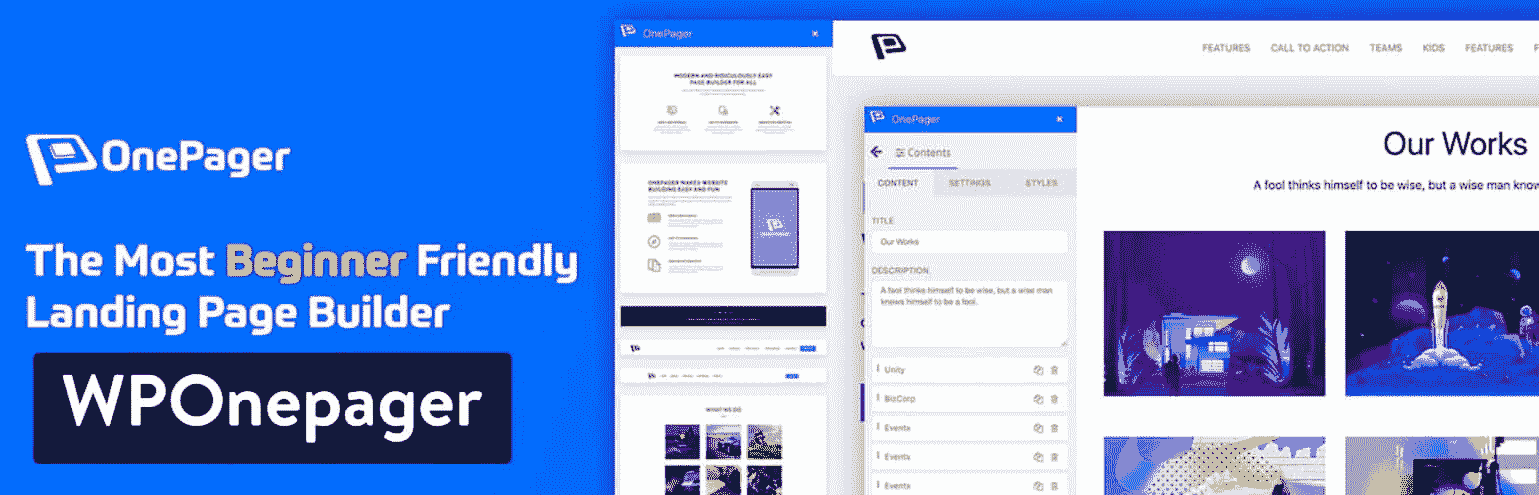 OnePager
The Most Beginner Friendly
Landing Page Builder
WPOnepager
OnePager
MODERN AND RIDICULOUSLY EASY
PAGE BUILDER FOR ALL
ONEPAGER MAKES WEBSITE
BUILDING EASY AND FUN
WHAT WE DO
FEATURES CALL TO ACTION TEAMS KIDS FEATURES
OnePager
Contents
CONTENT SETTINGS STYLES
TITLE
Our Works
DESCRIPTION
A fool thinks himself to be wise, but a wise man
knows himself to be a fool.
Unity
BizCorp
Events
Events
Events
Our Works
A fool thinks himself to be wise, but a wise man know